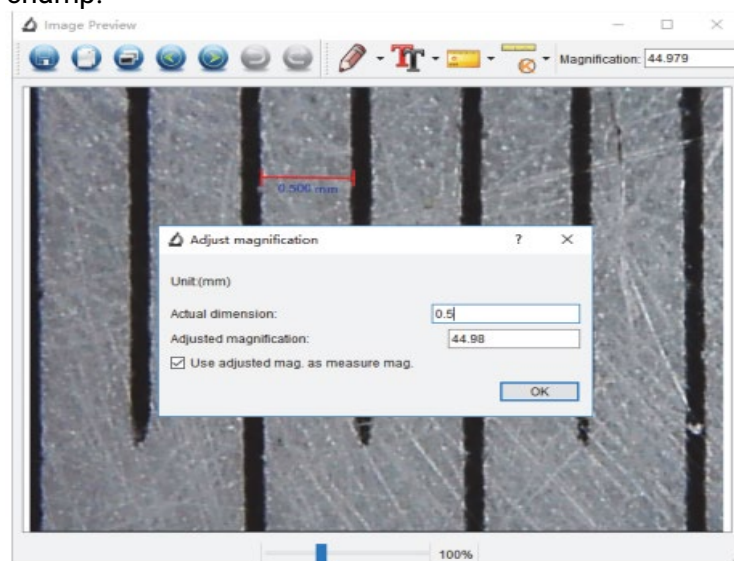 champ.
Image Preview
Magnification: 44.979
0.500 mm
Adjust magnification
Unit:(mm)
Actual dimension: 0.5
Adjusted magnification: 44.98
Use adjusted mag. as measure mag.
OK
100%